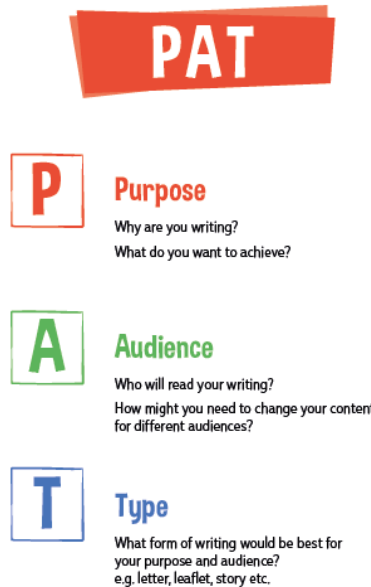 PAT
P
Purpose
Why are you writing?
What do you want to achieve?
A
Audience
Who will read your writing?
How might you need to change your content
for different audiences?
T
Type
What form of writing would be best for
your purpose and audience?
e.g. letter, leaflet, story etc.